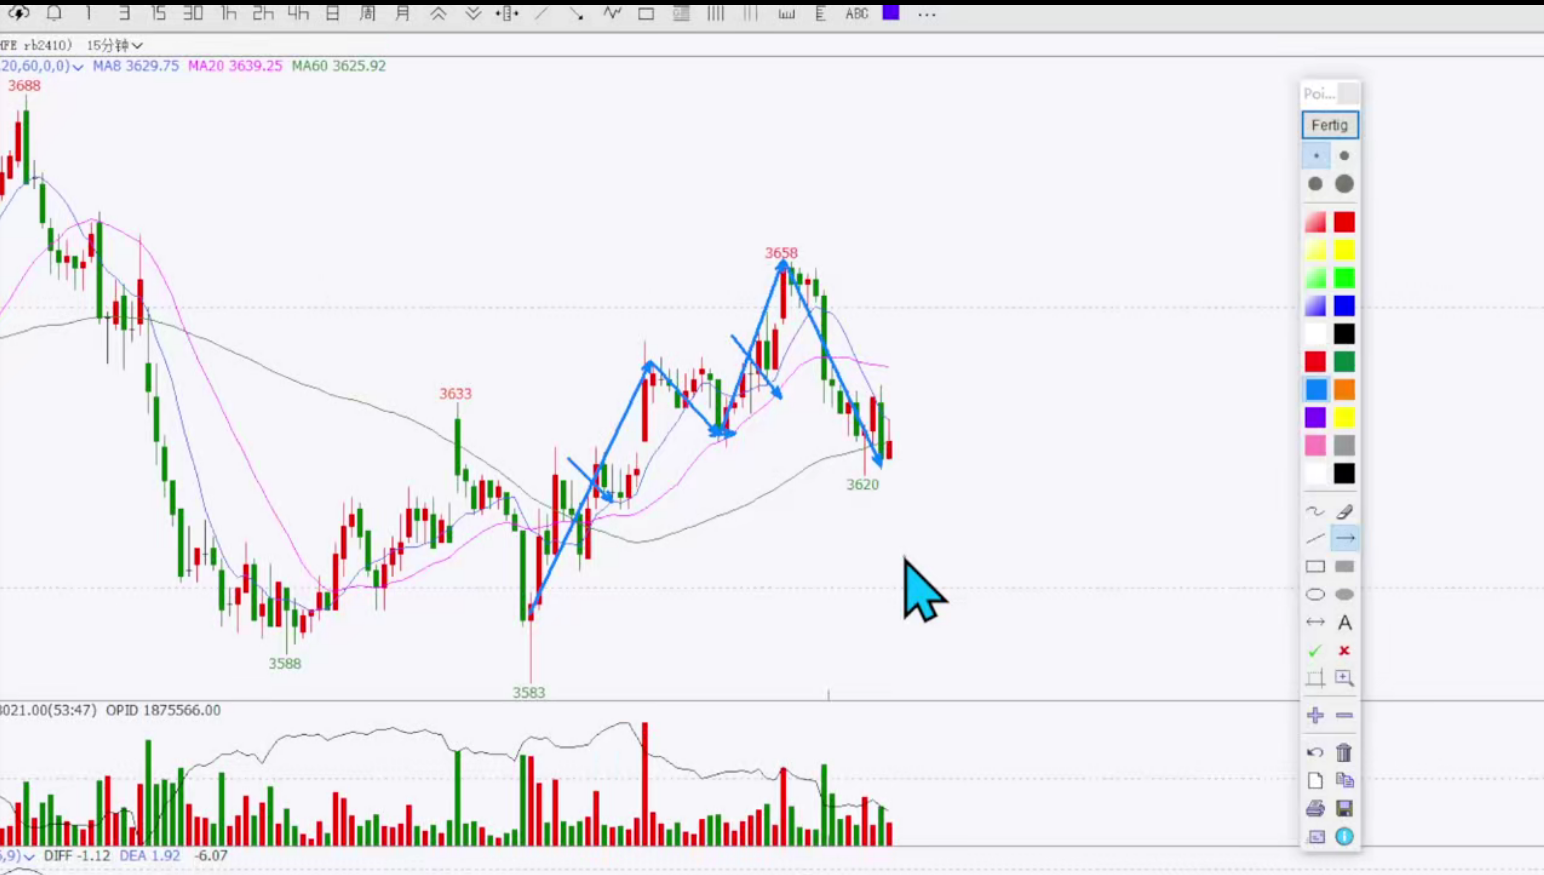 1 3 15 30 1h 2h 4h 日 周 月 ABC ...
HFE rb2410) 15分钟
20,60,0,0) MA8 3629.75 MA20 3639.25 MA60 3625.92
3688
3658
3633
3620
3588
3583
3021.00(53:47) OPID 1875566.00
5,9) DIFF -1.12 DEA 1.92 -6.07
Poi...
Fertig
A